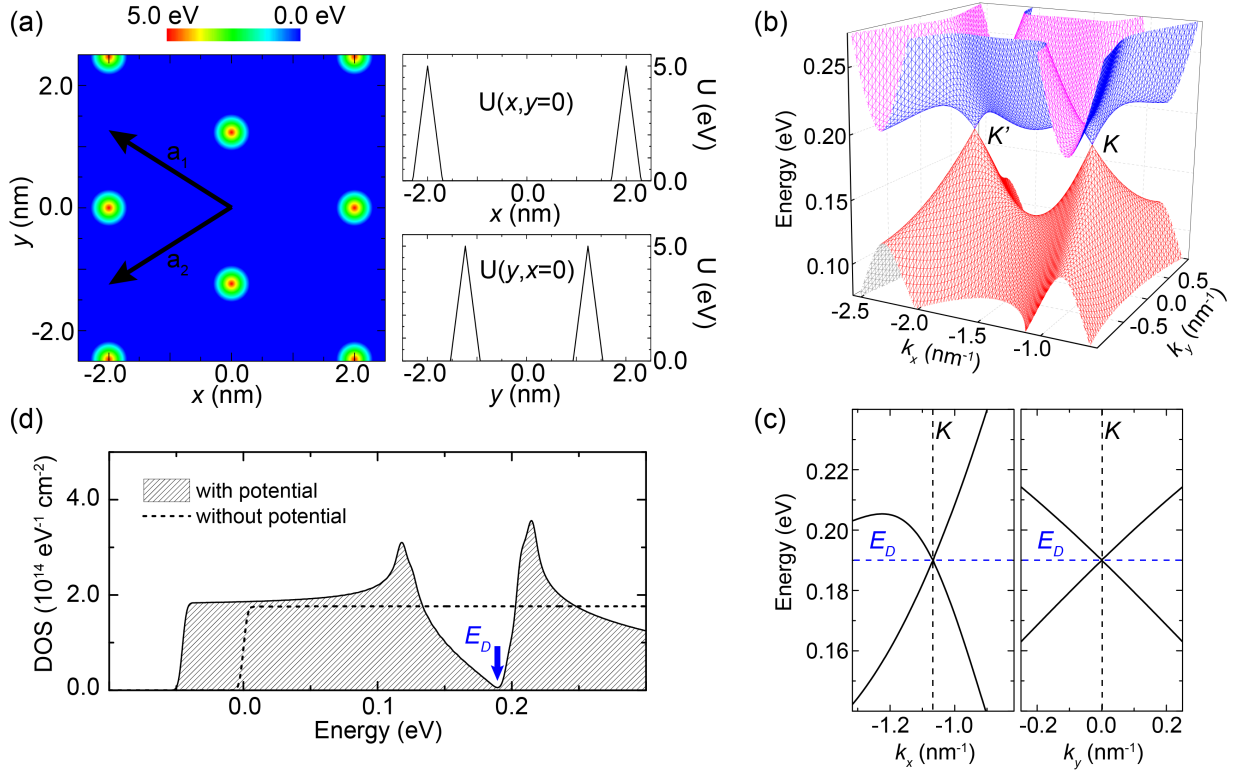 (a)
5.0 eV
0.0 eV
2.0
0.0
-2.0
y (nm)
a1
a2
-2.0
0.0
2.0
x (nm)
U(x,y=0)
5.0
0.0
U (eV)
-2.0
0.0
2.0
x (nm)
U(y,x=0)
5.0
0.0
U (eV)
-2.0
0.0
2.0
y (nm)
(b)
0.25
0.20
0.15
0.10
Energy (eV)
K'
K
-2.5
-2.0
-1.5
-1.0
kx (nm⁻¹)
-0.5
0.0
0.5
ky (nm⁻¹)
(d)
4.0
2.0
0.0
DOS (10¹⁴ eV⁻¹ cm⁻²)
with potential
without potential
ED
0.0
0.1
0.2
Energy (eV)
(c)
0.22
0.20
0.18
0.16
Energy (eV)
K
ED
-1.2
-1.0
kx (nm⁻¹)
K
ED
-0.2
0.0
0.2
ky (nm⁻¹)